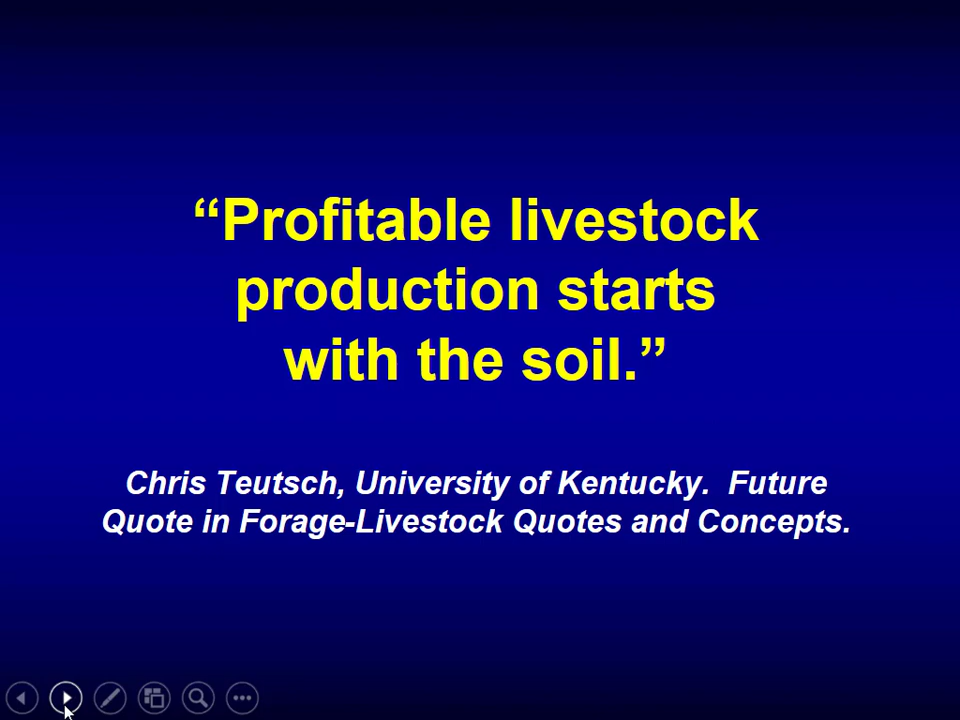 “Profitable livestock
production starts
with the soil.”
Chris Teutsch, University of Kentucky.  Future
Quote in Forage-Livestock Quotes and Concepts.